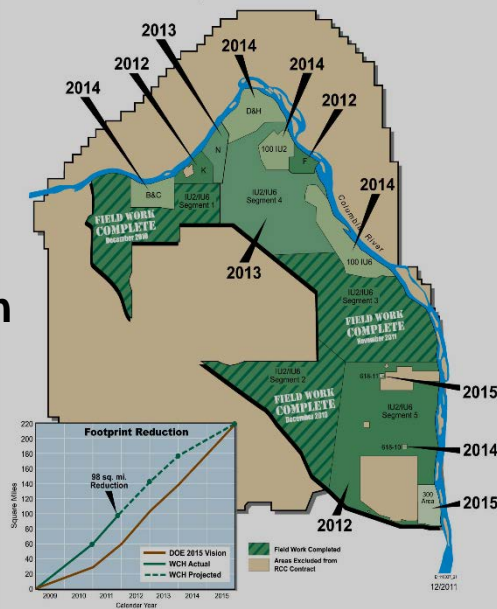 2014
2013
2012
2014
2014
2014
2012
D&H
100 IU2
N
K
F
B&C
IU2/IU6
Segment 1
IU2/IU6
Segment 4
Columbia River
2014
FIELD WORK
COMPLETE
2013
100 IU6
IU2/IU6
Segment 3
FIELD WORK
COMPLETE
November 2011
n
IU2/IU6
Segment 2
FIELD WORK
COMPLETE
618-11
2015
IU2/IU6
Segment 5
618-10
2014
300
Area
2015
2012
Footprint Reduction
Square Miles
220
200
180
160
140
120
100
80
60
40
20
0
98 sq. mi.
Reduction
DOE 2015 Vision
WCH Actual
WCH Projected
2009 2010 2011 2012 2013 2014 2015
Calendar Year
Field Work Completed
Areas Excluded from
RCC Contract
12/2011